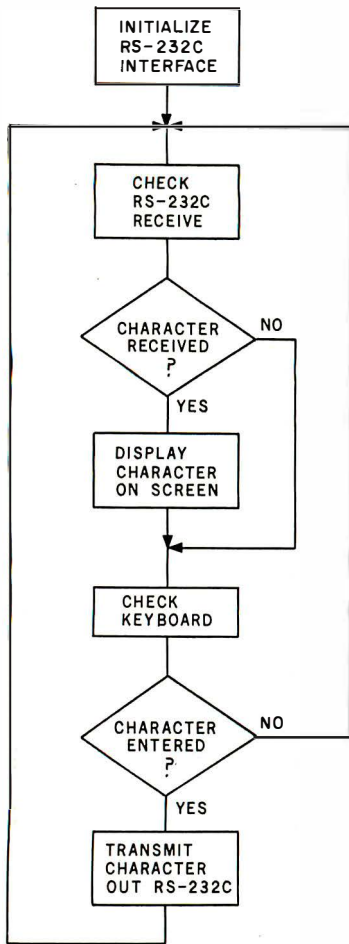 INITIALIZE
RS-232C
INTERFACE
CHECK
RS-232C
RECEIVE
CHARACTER
RECEIVED
?
NO
YES
DISPLAY
CHARACTER
ON SCREEN
CHECK
KEYBOARD
CHARACTER
ENTERED
?
NO
YES
TRANSMIT
CHARACTER
OUT RS-232C